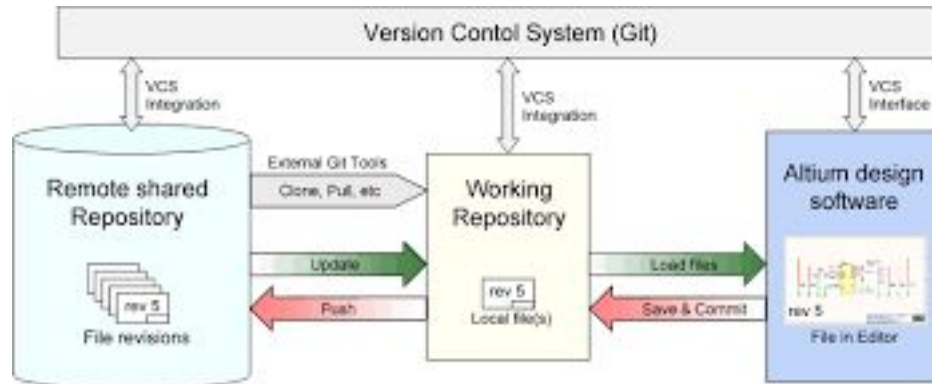 Version Contol System (Git)
VCS
Integration
VCS
Integration
VCS
Interface
Remote shared
Repository
External Git Tools
Clone, Pull, etc
Working
Repository
Altium design
software
Update
Load files
rev 5
rev 5
rev 5
Push
Save & Commit
File revisions
Local file(s)
File in Editor